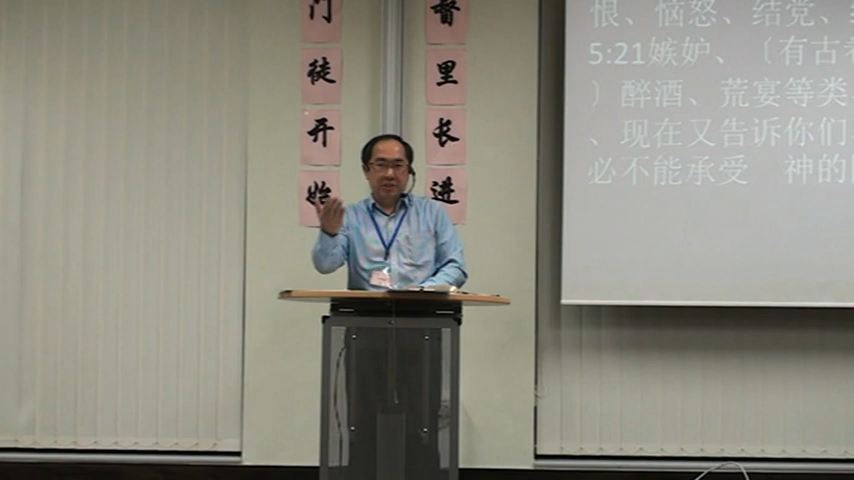 门徒开始
督里长进
恨、恼怒、结党、
5:21嫉妒、〔有古
〕醉酒、荒宴等类
、现在又告诉你们
必不能承受 神的